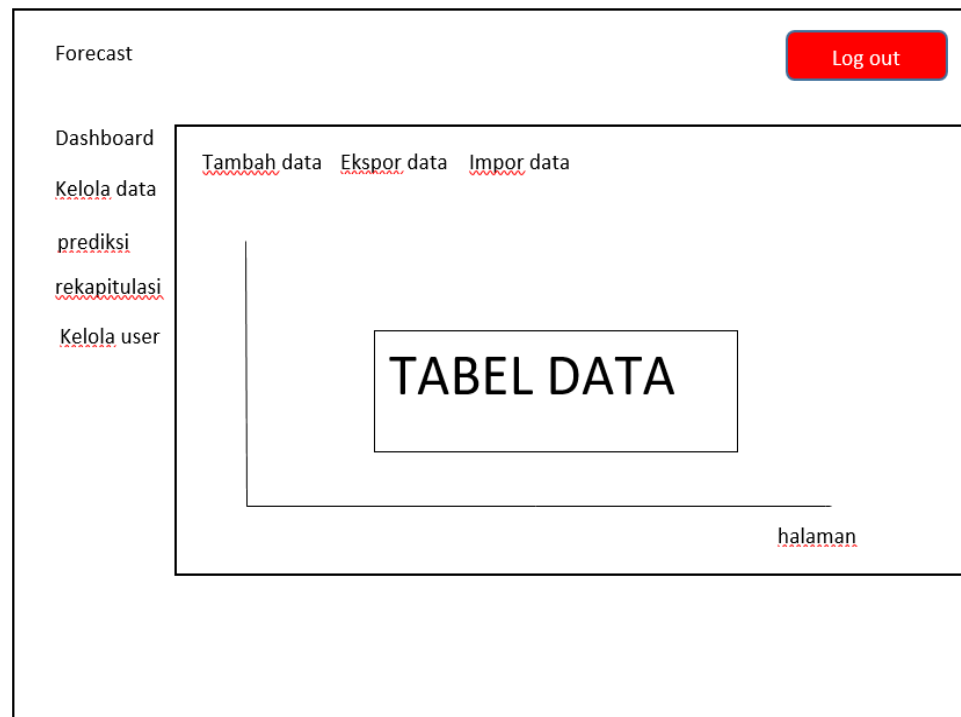 Forecast
Log out
Dashboard
Kelola data
prediksi
rekapitulasi
Kelola user
Tambah data Ekspor data Impor data
TABEL DATA
halaman